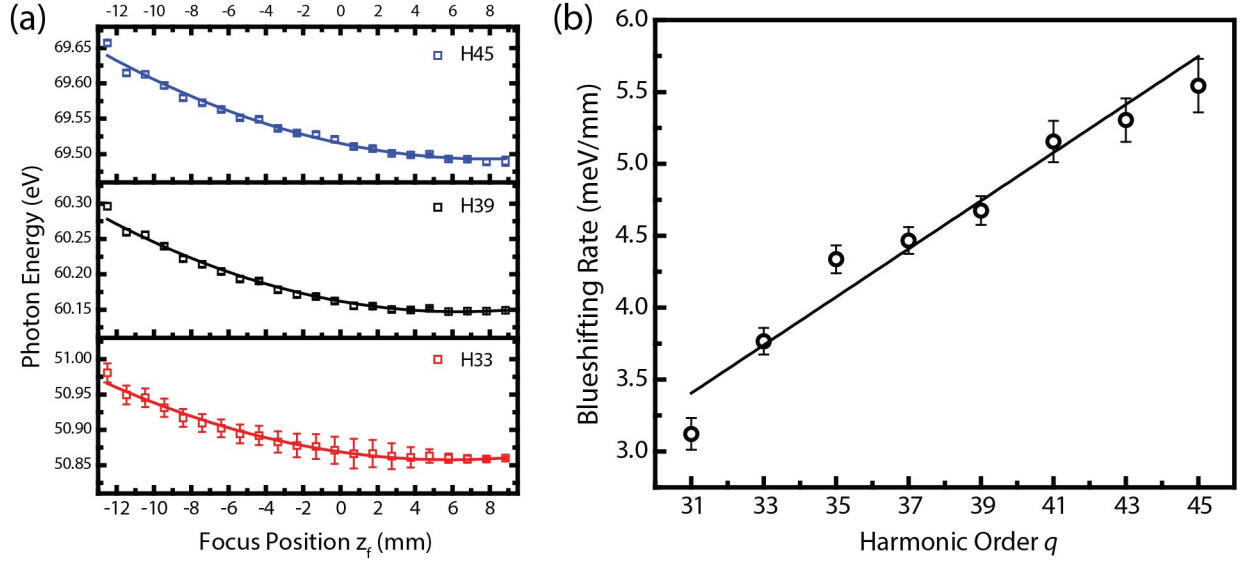 (a)
-12 -10 -8 -6 -4 -2 0 2 4 6 8
69.65
69.60
69.55
69.50
H45
60.30
60.25
60.20
60.15
H39
51.00
50.95
50.90
50.85
H33
Photon Energy (eV)
-12 -10 -8 -6 -4 -2 0 2 4 6 8
Focus Position z_f (mm)
(b)
6.0
5.5
5.0
4.5
4.0
3.5
3.0
Blueshifting Rate (meV/mm)
31 33 35 37 39 41 43 45
Harmonic Order q